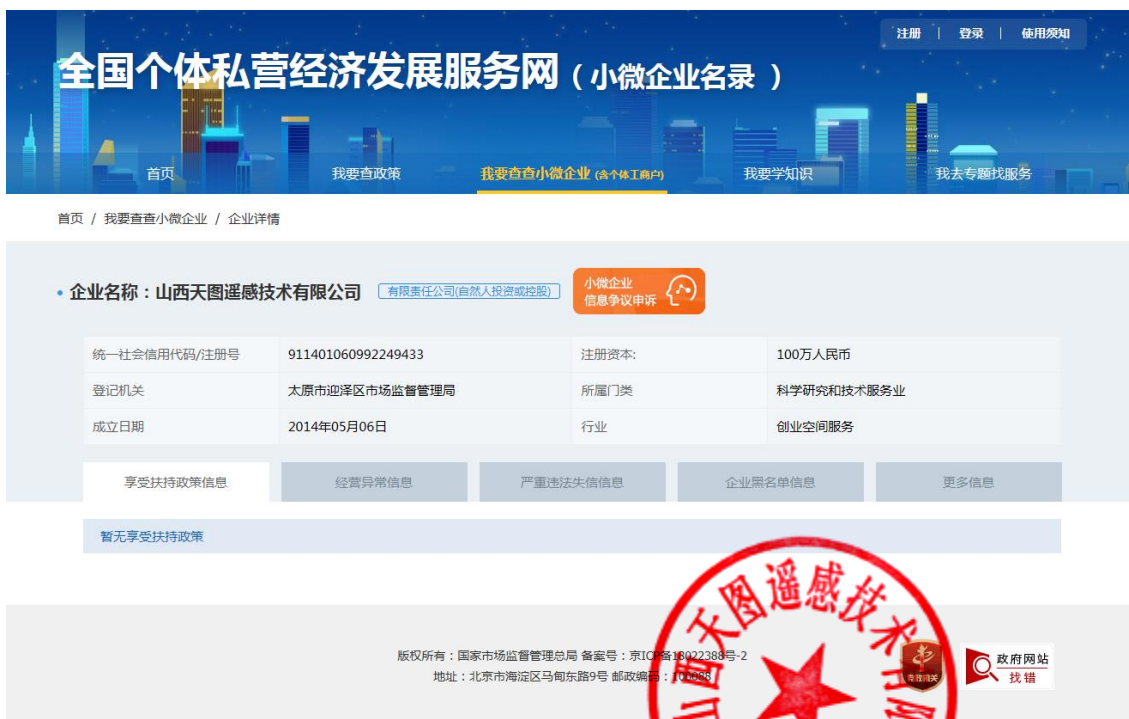 注册 | 登录 | 使用须知
全国个体私营经济发展服务网（小微企业名录 ）
首页 我要查政策 我要查查小微企业 (含个体工商户) 我要学知识 我去专题找服务
首页 / 我要查查小微企业 / 企业详情
• 企业名称：山西天图遥感技术有限公司 有限责任公司(自然人投资或控股) 小微企业
信息争议申诉
统一社会信用代码/注册号 911401060992249433 注册资本: 100万人民币
登记机关 太原市迎泽区市场监督管理局 所属门类 科学研究和技术服务业
成立日期 2014年05月06日 行业 创业空间服务
享受扶持政策信息 经营异常信息 严重违法失信信息 企业黑名单信息 更多信息
暂无享受扶持政策
山西天图遥感技术有
版权所有：国家市场监督管理总局 备案号：京ICP备18022388号-2
地址：北京市海淀区马甸东路9号 邮政编码：100088
党政机关
政府网站
找错